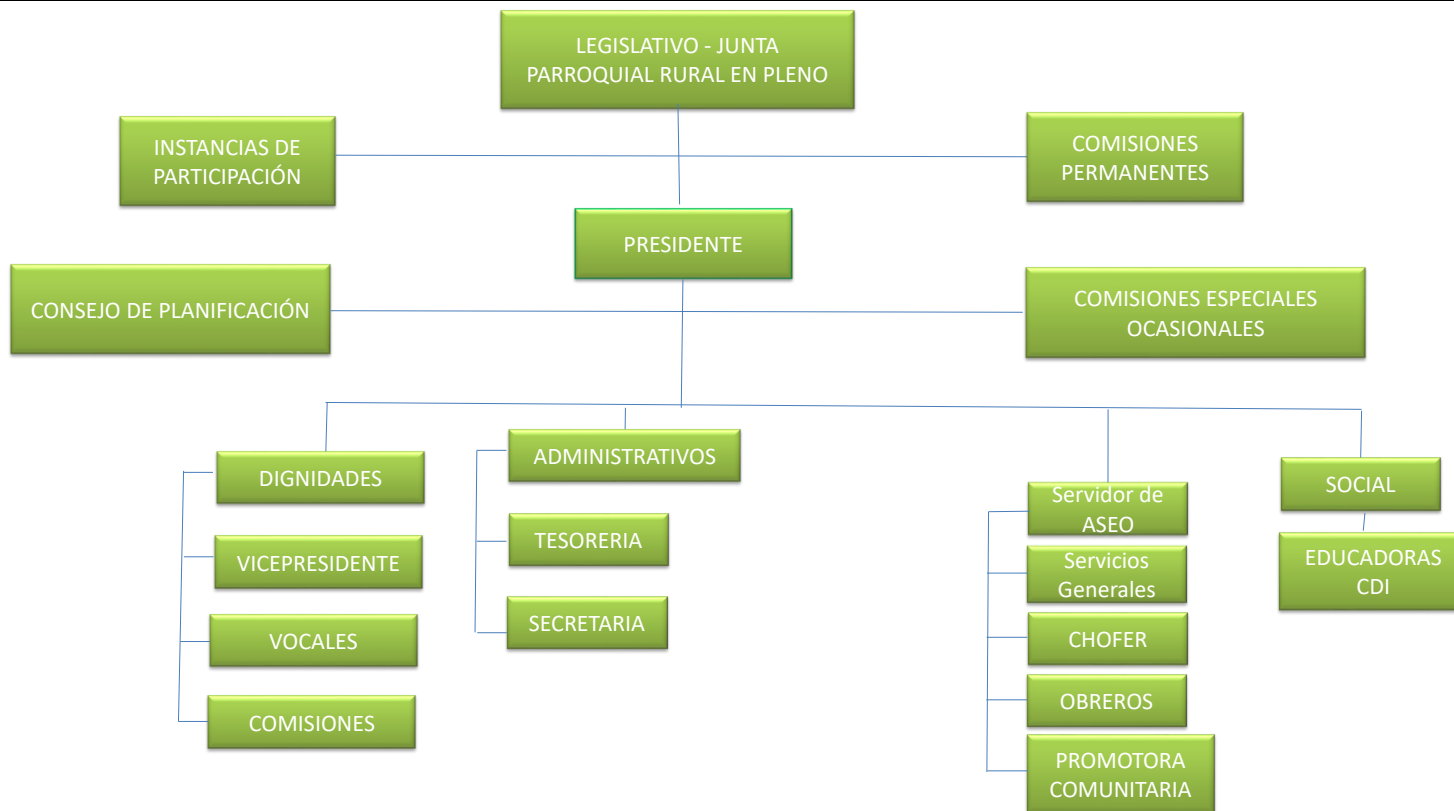 LEGISLATIVO - JUNTA
PARROQUIAL RURAL EN PLENO
INSTANCIAS DE
PARTICIPACIÓN
COMISIONES
PERMANENTES
PRESIDENTE
CONSEJO DE PLANIFICACIÓN
COMISIONES ESPECIALES
OCASIONALES
DIGNIDADES
VICEPRESIDENTE
VOCALES
COMISIONES
ADMINISTRATIVOS
TESORERIA
SECRETARIA
Servidor de
ASEO
Servicios
Generales
CHOFER
OBREROS
PROMOTORA
COMUNITARIA
SOCIAL
EDUCADORAS
CDI